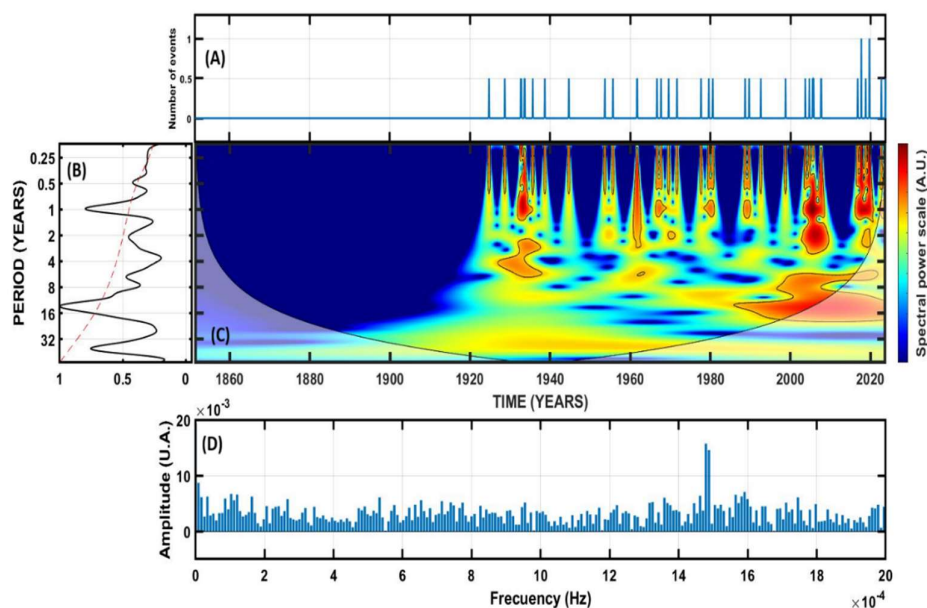 (A)
Number of events
1
0.5
0
(B)
PERIOD (YEARS)
0.25
0.5
1
2
4
8
16
32
1 0.5 0
(C)
1860 1880 1900 1920 1940 1960 1980 2000 2020
TIME (YEARS)
Spectral power scale (A.U.)
× 10⁻³
(D)
Amplitude (U.A.)
20
10
0
0 2 4 6 8 10 12 14 16 18 20
Frecuency (Hz)
× 10⁻⁴